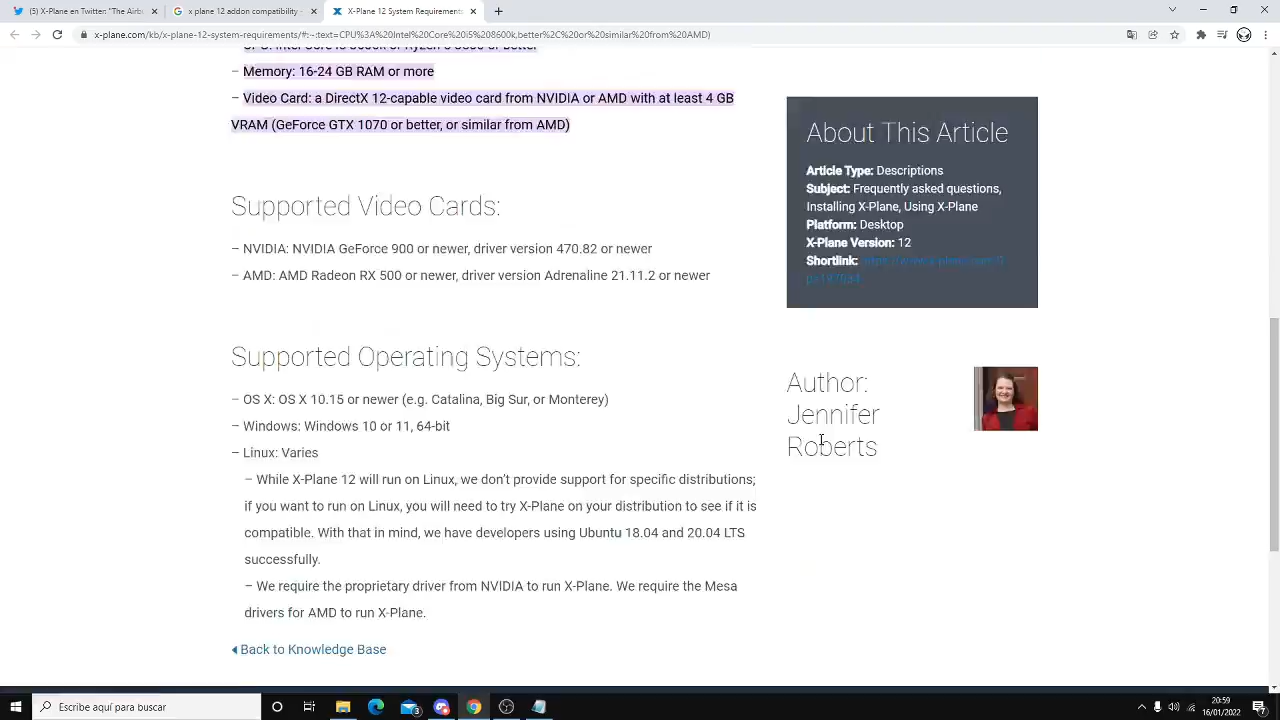 (5) X-Plane en Twitter: "The Airb
x plane 12 addon compatibility -
X-Plane 12 System Requirements
x-plane.com/kb/x-plane-12-system-requirements/#:~:text=CPU%3A%20Intel%20Core%20i5%208600k,better%2C%20or%20similar%20from%20AMD)
– Memory: 16-24 GB RAM or more
– Video Card: a DirectX 12-capable video card from NVIDIA or AMD with at least 4 GB
VRAM (GeForce GTX 1070 or better, or similar from AMD)
Supported Video Cards:
– NVIDIA: NVIDIA GeForce 900 or newer, driver version 470.82 or newer
– AMD: AMD Radeon RX 500 or newer, driver version Adrenaline 21.11.2 or newer
Supported Operating Systems:
– OS X: OS X 10.15 or newer (e.g. Catalina, Big Sur, or Monterey)
– Windows: Windows 10 or 11, 64-bit
– Linux: Varies
– While X-Plane 12 will run on Linux, we don't provide support for specific distributions;
if you want to run on Linux, you will need to try X-Plane on your distribution to see if it is
compatible. With that in mind, we have developers using Ubuntu 18.04 and 20.04 LTS
successfully.
– We require the proprietary driver from NVIDIA to run X-Plane. We require the Mesa
drivers for AMD to run X-Plane.
Back to Knowledge Base
About This Article
Article Type: Descriptions
Subject: Frequently asked questions,
Installing X-Plane, Using X-Plane
Platform: Desktop
X-Plane Version: 12
Shortlink:
Author:
Jennifer
Roberts
Escribe aquí para buscar
3
20:59
16/01/2022